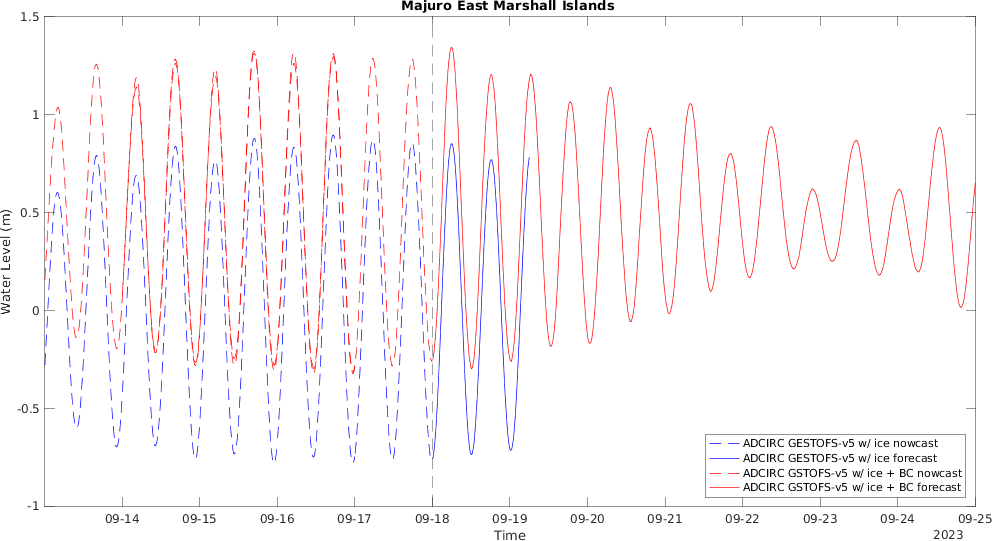 Majuro East Marshall Islands
1.5
1
0.5
0
-0.5
-1
Water Level (m)
09-14 09-15 09-16 09-17 09-18 09-19 09-20 09-21 09-22 09-23 09-24 09-25
Time
2023
ADCIRC GESTOFS-v5 w/ ice nowcast
ADCIRC GESTOFS-v5 w/ ice forecast
ADCIRC GSTOFS-v5 w/ ice + BC nowcast
ADCIRC GSTOFS-v5 w/ ice + BC forecast